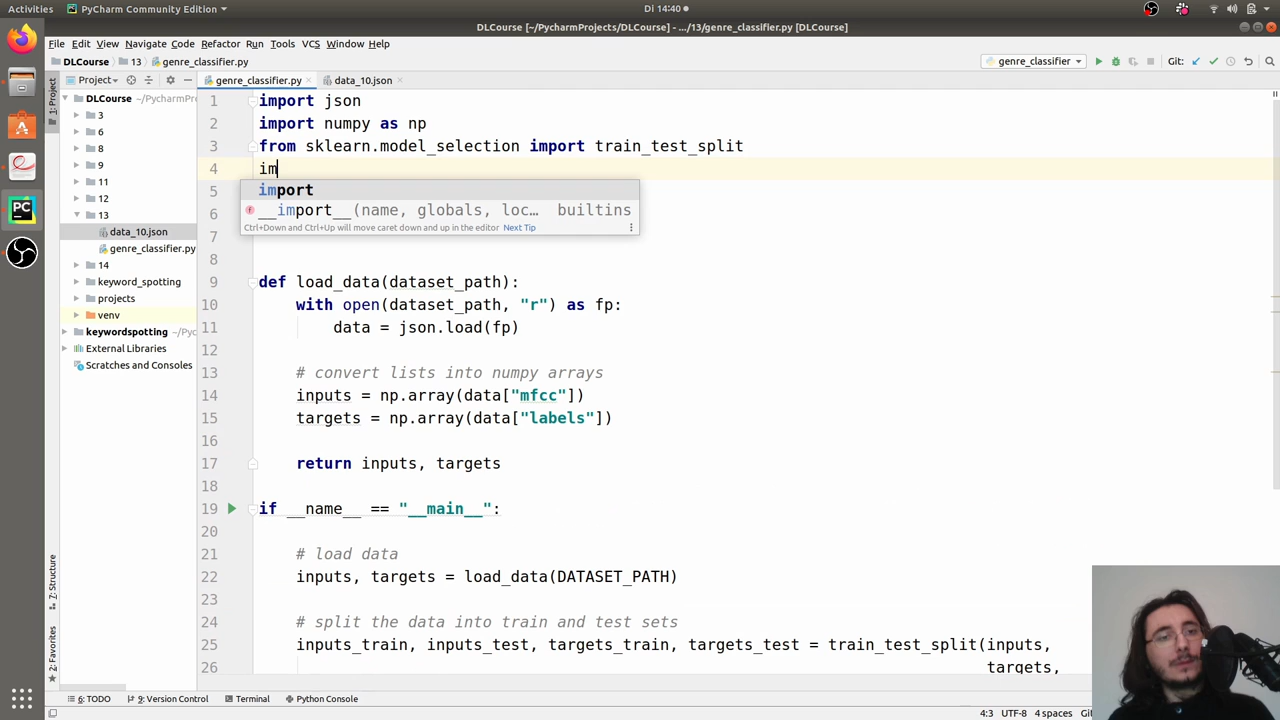 Activities
PyCharm Community Edition
Di 14:40
DLCourse [~/PycharmProjects/DLCourse] - .../13/genre_classifier.py [DLCourse]
File Edit View Navigate Code Refactor Run Tools VCS Window Help
DLCourse 13 genre_classifier.py
genre_classifier
Git:
Project
genre_classifier.py
data_10.json
1: Project
DLCourse ~/PycharmPro
3
6
8
9
11
12
13
data_10.json
genre_classifier.py
14
keyword_spotting
projects
venv
keywordspotting ~/Pyc
External Libraries
Scratches and Consoles
7: Structure
2: Favorites
1 import json
2 import numpy as np
3 from sklearn.model_selection import train_test_split
4 im
import
__import__(name, globals, loc... builtins
Ctrl+Down and Ctrl+Up will move caret down and up in the editor Next Tip
5
6
7
8
9 def load_data(dataset_path):
10 with open(dataset_path, "r") as fp:
11 data = json.load(fp)
12
13 # convert lists into numpy arrays
14 inputs = np.array(data["mfcc"])
15 targets = np.array(data["labels"])
16
17 return inputs, targets
18
19 if __name__ == "__main__":
20
21 # load data
22 inputs, targets = load_data(DATASET_PATH)
23
24 # split the data into train and test sets
25 inputs_train, inputs_test, targets_train, targets_test = train_test_split(inputs,
26 targets,
6: TODO 9: Version Control Terminal Python Console
4:3 UTF-8 4 spaces Git